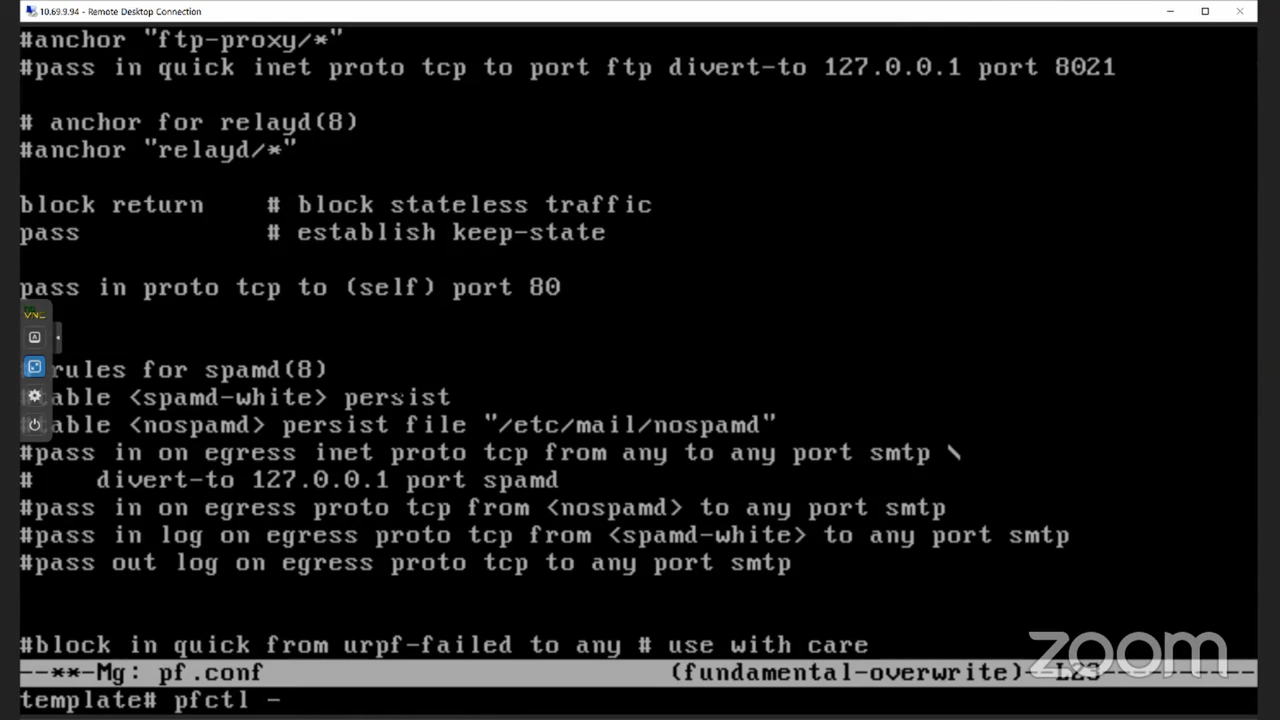 10.69.9.94 - Remote Desktop Connection
#anchor "ftp-proxy/*"
#pass in quick inet proto tcp to port ftp divert-to 127.0.0.1 port 8021
# anchor for relayd(8)
#anchor "relayd/*"
block return    # block stateless traffic
pass            # establish keep-state
pass in proto tcp to (self) port 80
VNC
A
rules for spamd(8)
table <spamd-white> persist
table <nospamd> persist file "/etc/mail/nospamd"
#pass in on egress inet proto tcp from any to any port smtp \
#    divert-to 127.0.0.1 port spamd
#pass in on egress proto tcp from <nospamd> to any port smtp
#pass in log on egress proto tcp from <spamd-white> to any port smtp
#pass out log on egress proto tcp to any port smtp
#block in quick from urpf-failed to any # use with care
zoom
--**-Mg: pf.conf (fundamental-overwrite)--L23----------
template# pfctl -